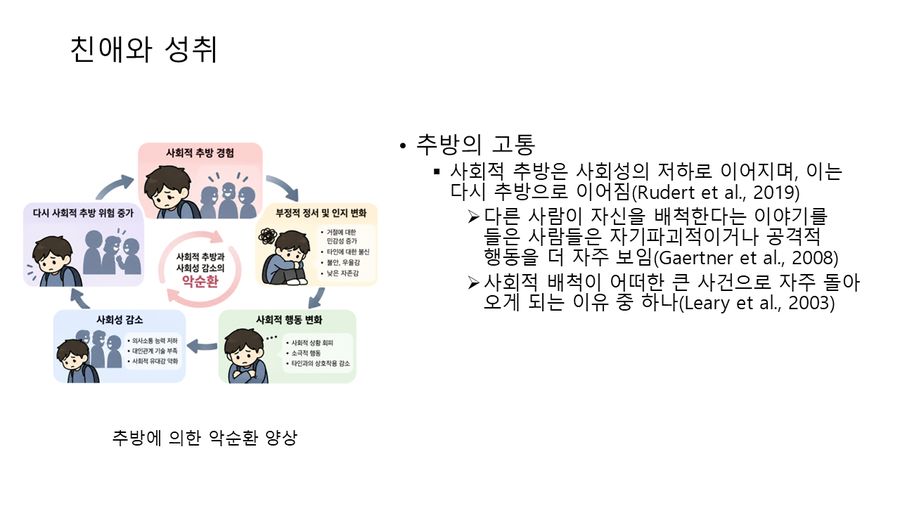 친애와 성취
• 추방의 고통
▪ 사회적 추방은 사회성의 저하로 이어지며, 이는
다시 추방으로 이어짐(Rudert et al., 2019)
➢ 다른 사람이 자신을 배척한다는 이야기를
들은 사람들은 자기파괴적이거나 공격적
행동을 더 자주 보임(Gaertner et al., 2008)
➢ 사회적 배척이 어떠한 큰 사건으로 자주 돌아
오게 되는 이유 중 하나(Leary et al., 2003)
사회적 추방 경험
부정적 정서 및 인지 변화
• 거절에 대한
민감성 증가
• 타인에 대한 불신
• 불안, 우울감
• 낮은 자존감
사회적 행동 변화
• 사회적 상황 회피
• 소극적 행동
• 타인과의 상호작용 감소
사회성 감소
• 의사소통 능력 저하
• 대인관계 기술 부족
• 사회적 유대감 약화
다시 사회적 추방 위험 증가
사회적 추방과
사회성 감소의
악순환
추방에 의한 악순환 양상